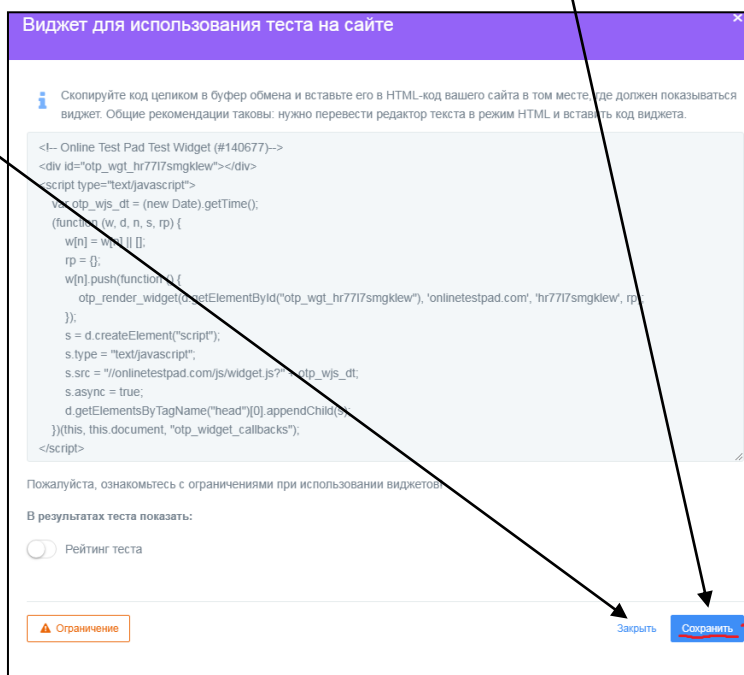 Виджет для использования теста на сайте
×
Скопируйте код целиком в буфер обмена и вставьте его в HTML-код вашего сайта в том месте, где должен показываться
виджет. Общие рекомендации таковы: нужно перевести редактор текста в режим HTML и вставить код виджета.
<!-- Online Test Pad Test Widget (#140677)-->
<div id="otp_wgt_hr77l7smgklew"></div>
<script type="text/javascript">
var otp_wjs_dt = (new Date).getTime();
(function (w, d, n, s, rp) {
w[n] = w[n] || [];
rp = {};
w[n].push(function () {
otp_render_widget(d.getElementById("otp_wgt_hr77l7smgklew"), 'onlinetestpad.com', 'hr77l7smgklew', rp);
});
s = d.createElement("script");
s.type = "text/javascript";
s.src = "//onlinetestpad.com/js/widget.js?" + otp_wjs_dt;
s.async = true;
d.getElementsByTagName("head")[0].appendChild(s);
})(this, this.document, "otp_widget_callbacks");
</script>
Пожалуйста, ознакомьтесь с ограничениями при использовании виджетов!
В результатах теста показать:
Рейтинг теста
Ограничение
Закрыть
Сохранить